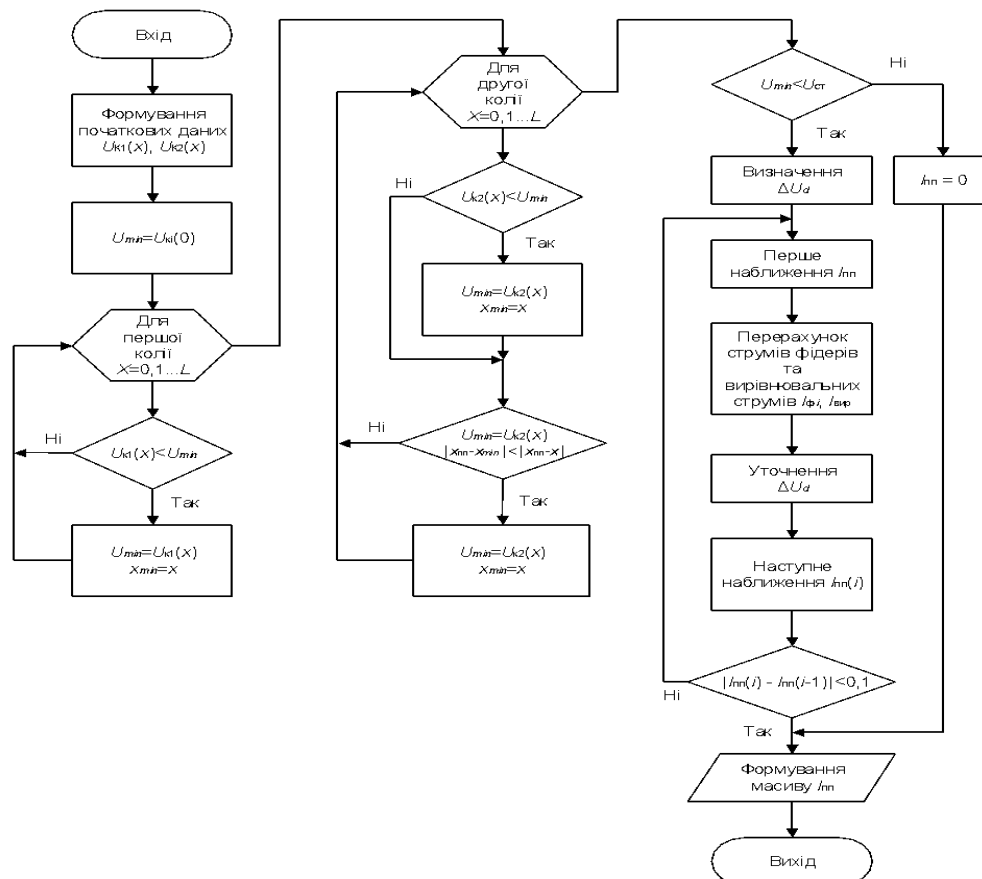 Вхід
Формування
початкових даних
Uк1(x), Uк2(x)
Umin=Uкi(0)
Для
першої
колії
X=0,1...L
Ні
Uк1(x)<Umin
Так
Umin=Uк1(x)
xmin=x
Для
другої
колії
X=0,1...L
Ні
Uк2(x)<Umin
Так
Umin=Uк2(x)
xmin=x
Ні
Umin=Uк2(x)
|xпп-xmin|<|xпп-x|
Так
Umin=Uк2(x)
xmin=x
Umin<Uст
Ні
Так
Визначення
ΔUd
Iпп = 0
Перше
наближення Iпп
Перерахунок
струмів фідерів
та
вирівнювальних
струмів Iфi, Iвир
Уточнення
ΔUd
Наступне
наближення Iпп(i)
|Iпп(i) - Iпп(i-1)|<0,1
Ні
Так
Формування
масиву Iпп
Вихід